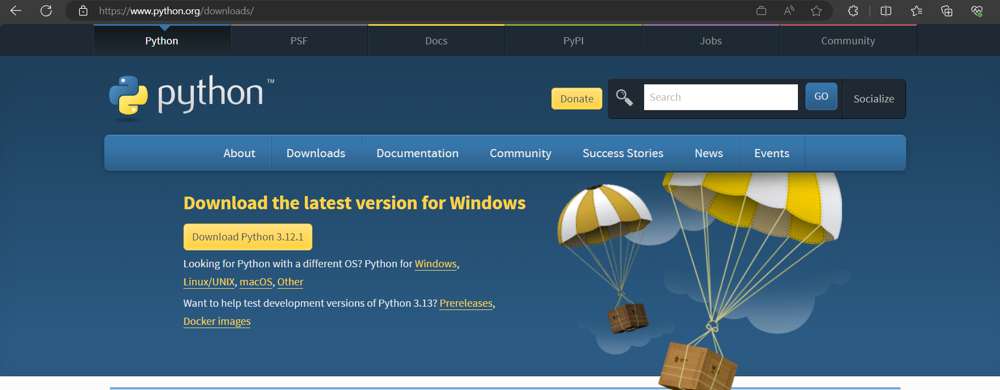 https://www.python.org/downloads/
Python PSF Docs PyPI Jobs Community
python™
Donate Search GO Socialize
About Downloads Documentation Community Success Stories News Events
Download the latest version for Windows
Download Python 3.12.1
Looking for Python with a different OS? Python for Windows,
Linux/UNIX, macOS, Other
Want to help test development versions of Python 3.13? Prereleases,
Docker images